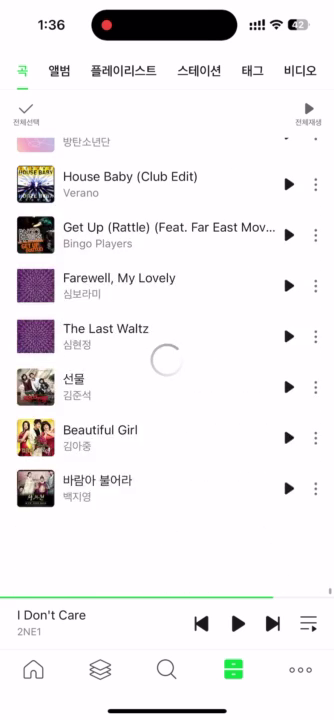 1:36
42
곡
앨범
플레이리스트
스테이션
태그
비디오
전체선택
전체재생
방탄소년단
House Baby (Club Edit)
Verano
Get Up (Rattle) (Feat. Far East Mov...
Bingo Players
Farewell, My Lovely
심보라미
The Last Waltz
심현정
선물
김준석
Beautiful Girl
김아중
바람아 불어라
백지영
I Don't Care
2NE1